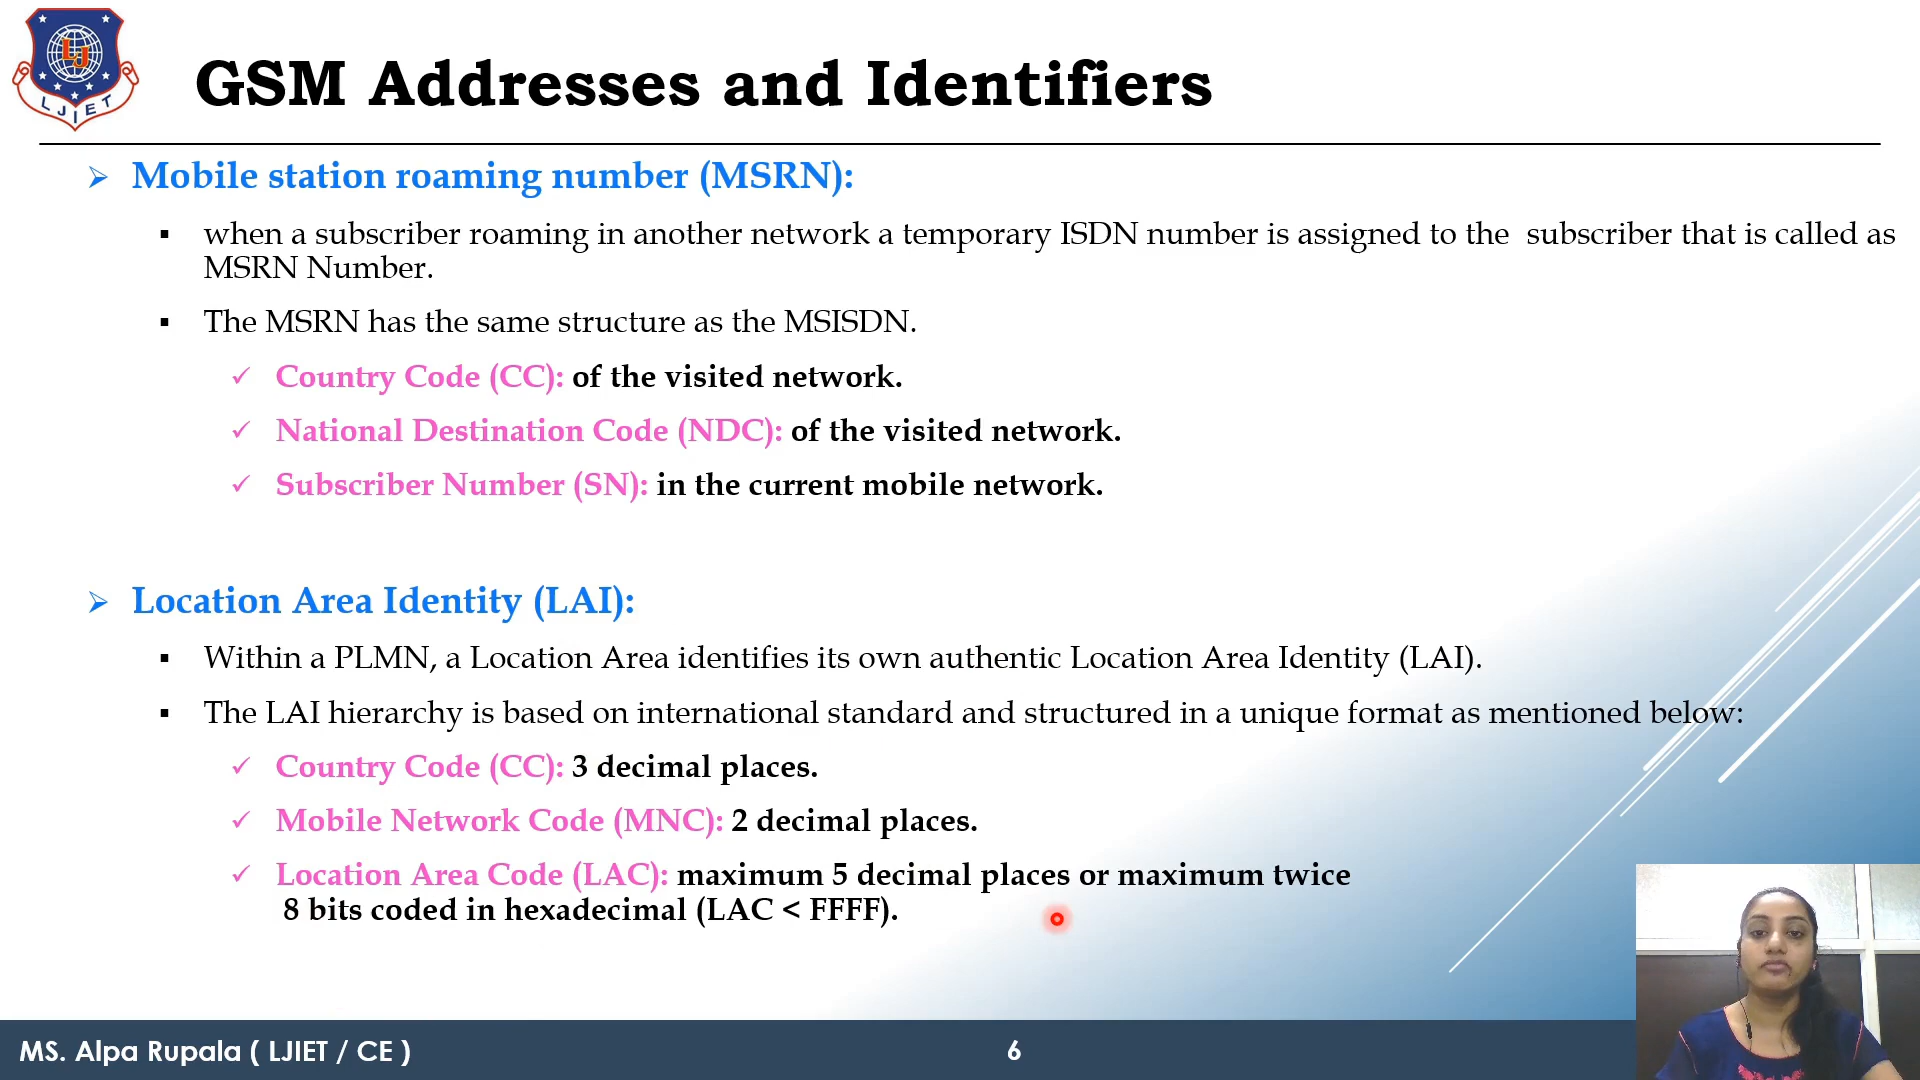 LJ
LJIET
GSM Addresses and Identifiers
Mobile station roaming number (MSRN):
when a subscriber roaming in another network a temporary ISDN number is assigned to the subscriber that is called as
MSRN Number.
The MSRN has the same structure as the MSISDN.
Country Code (CC): of the visited network.
National Destination Code (NDC): of the visited network.
Subscriber Number (SN): in the current mobile network.
Location Area Identity (LAI):
Within a PLMN, a Location Area identifies its own authentic Location Area Identity (LAI).
The LAI hierarchy is based on international standard and structured in a unique format as mentioned below:
Country Code (CC): 3 decimal places.
Mobile Network Code (MNC): 2 decimal places.
Location Area Code (LAC): maximum 5 decimal places or maximum twice
8 bits coded in hexadecimal (LAC < FFFF).
MS. Alpa Rupala ( LJIET / CE )
6